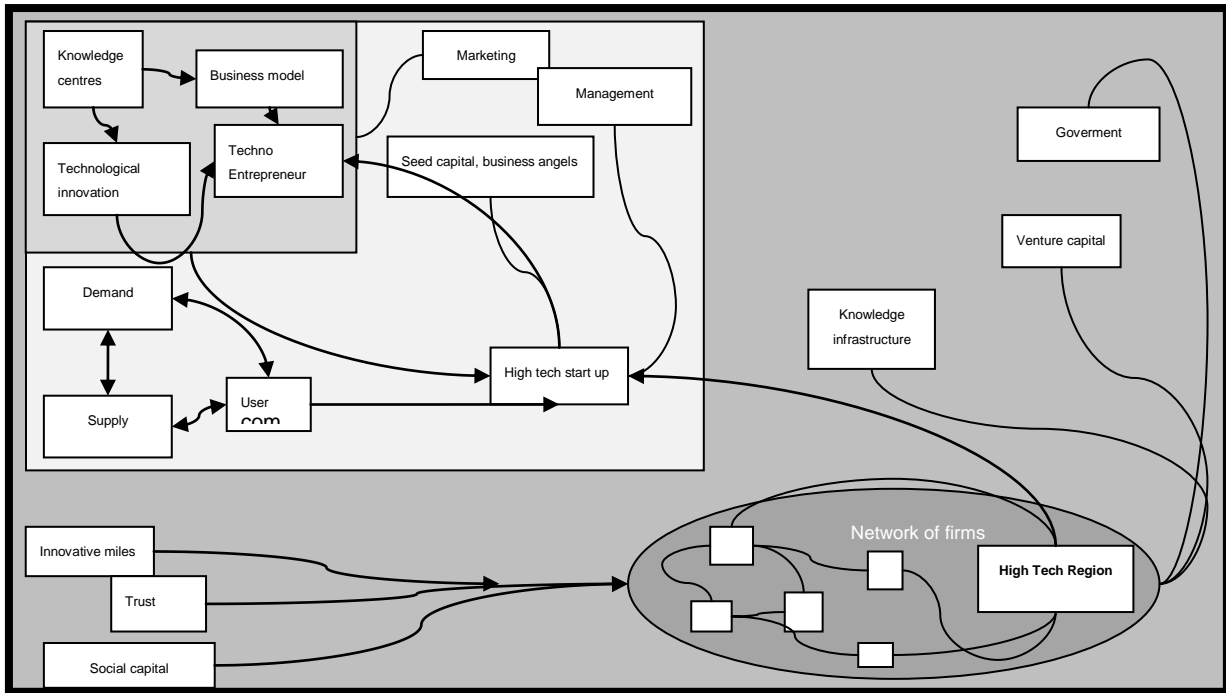 Knowledge
centres
Business model
Technological
innovation
Techno
Entrepreneur
Marketing
Management
Seed capital, business angels
Demand
Supply
User
com
High tech start up
Goverment
Venture capital
Knowledge
infrastructure
Innovative miles
Trust
Social capital
Network of firms
High Tech Region